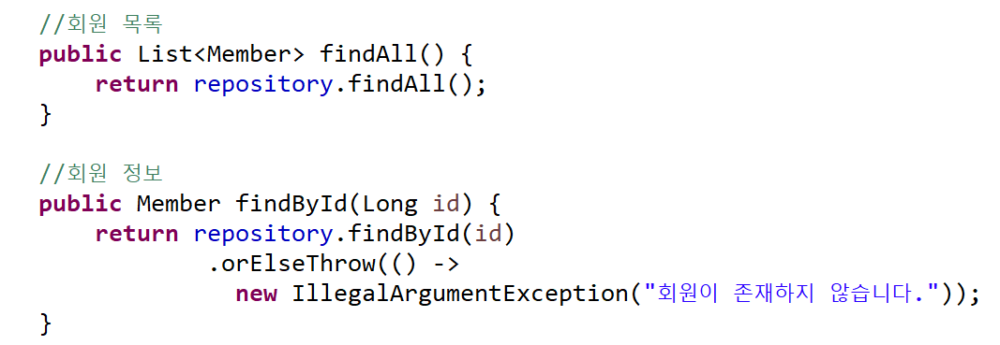 //회원 목록
public List<Member> findAll() {
    return repository.findAll();
}

//회원 정보
public Member findById(Long id) {
    return repository.findById(id)
            .orElseThrow(() ->
              new IllegalArgumentException("회원이 존재하지 않습니다."));
}